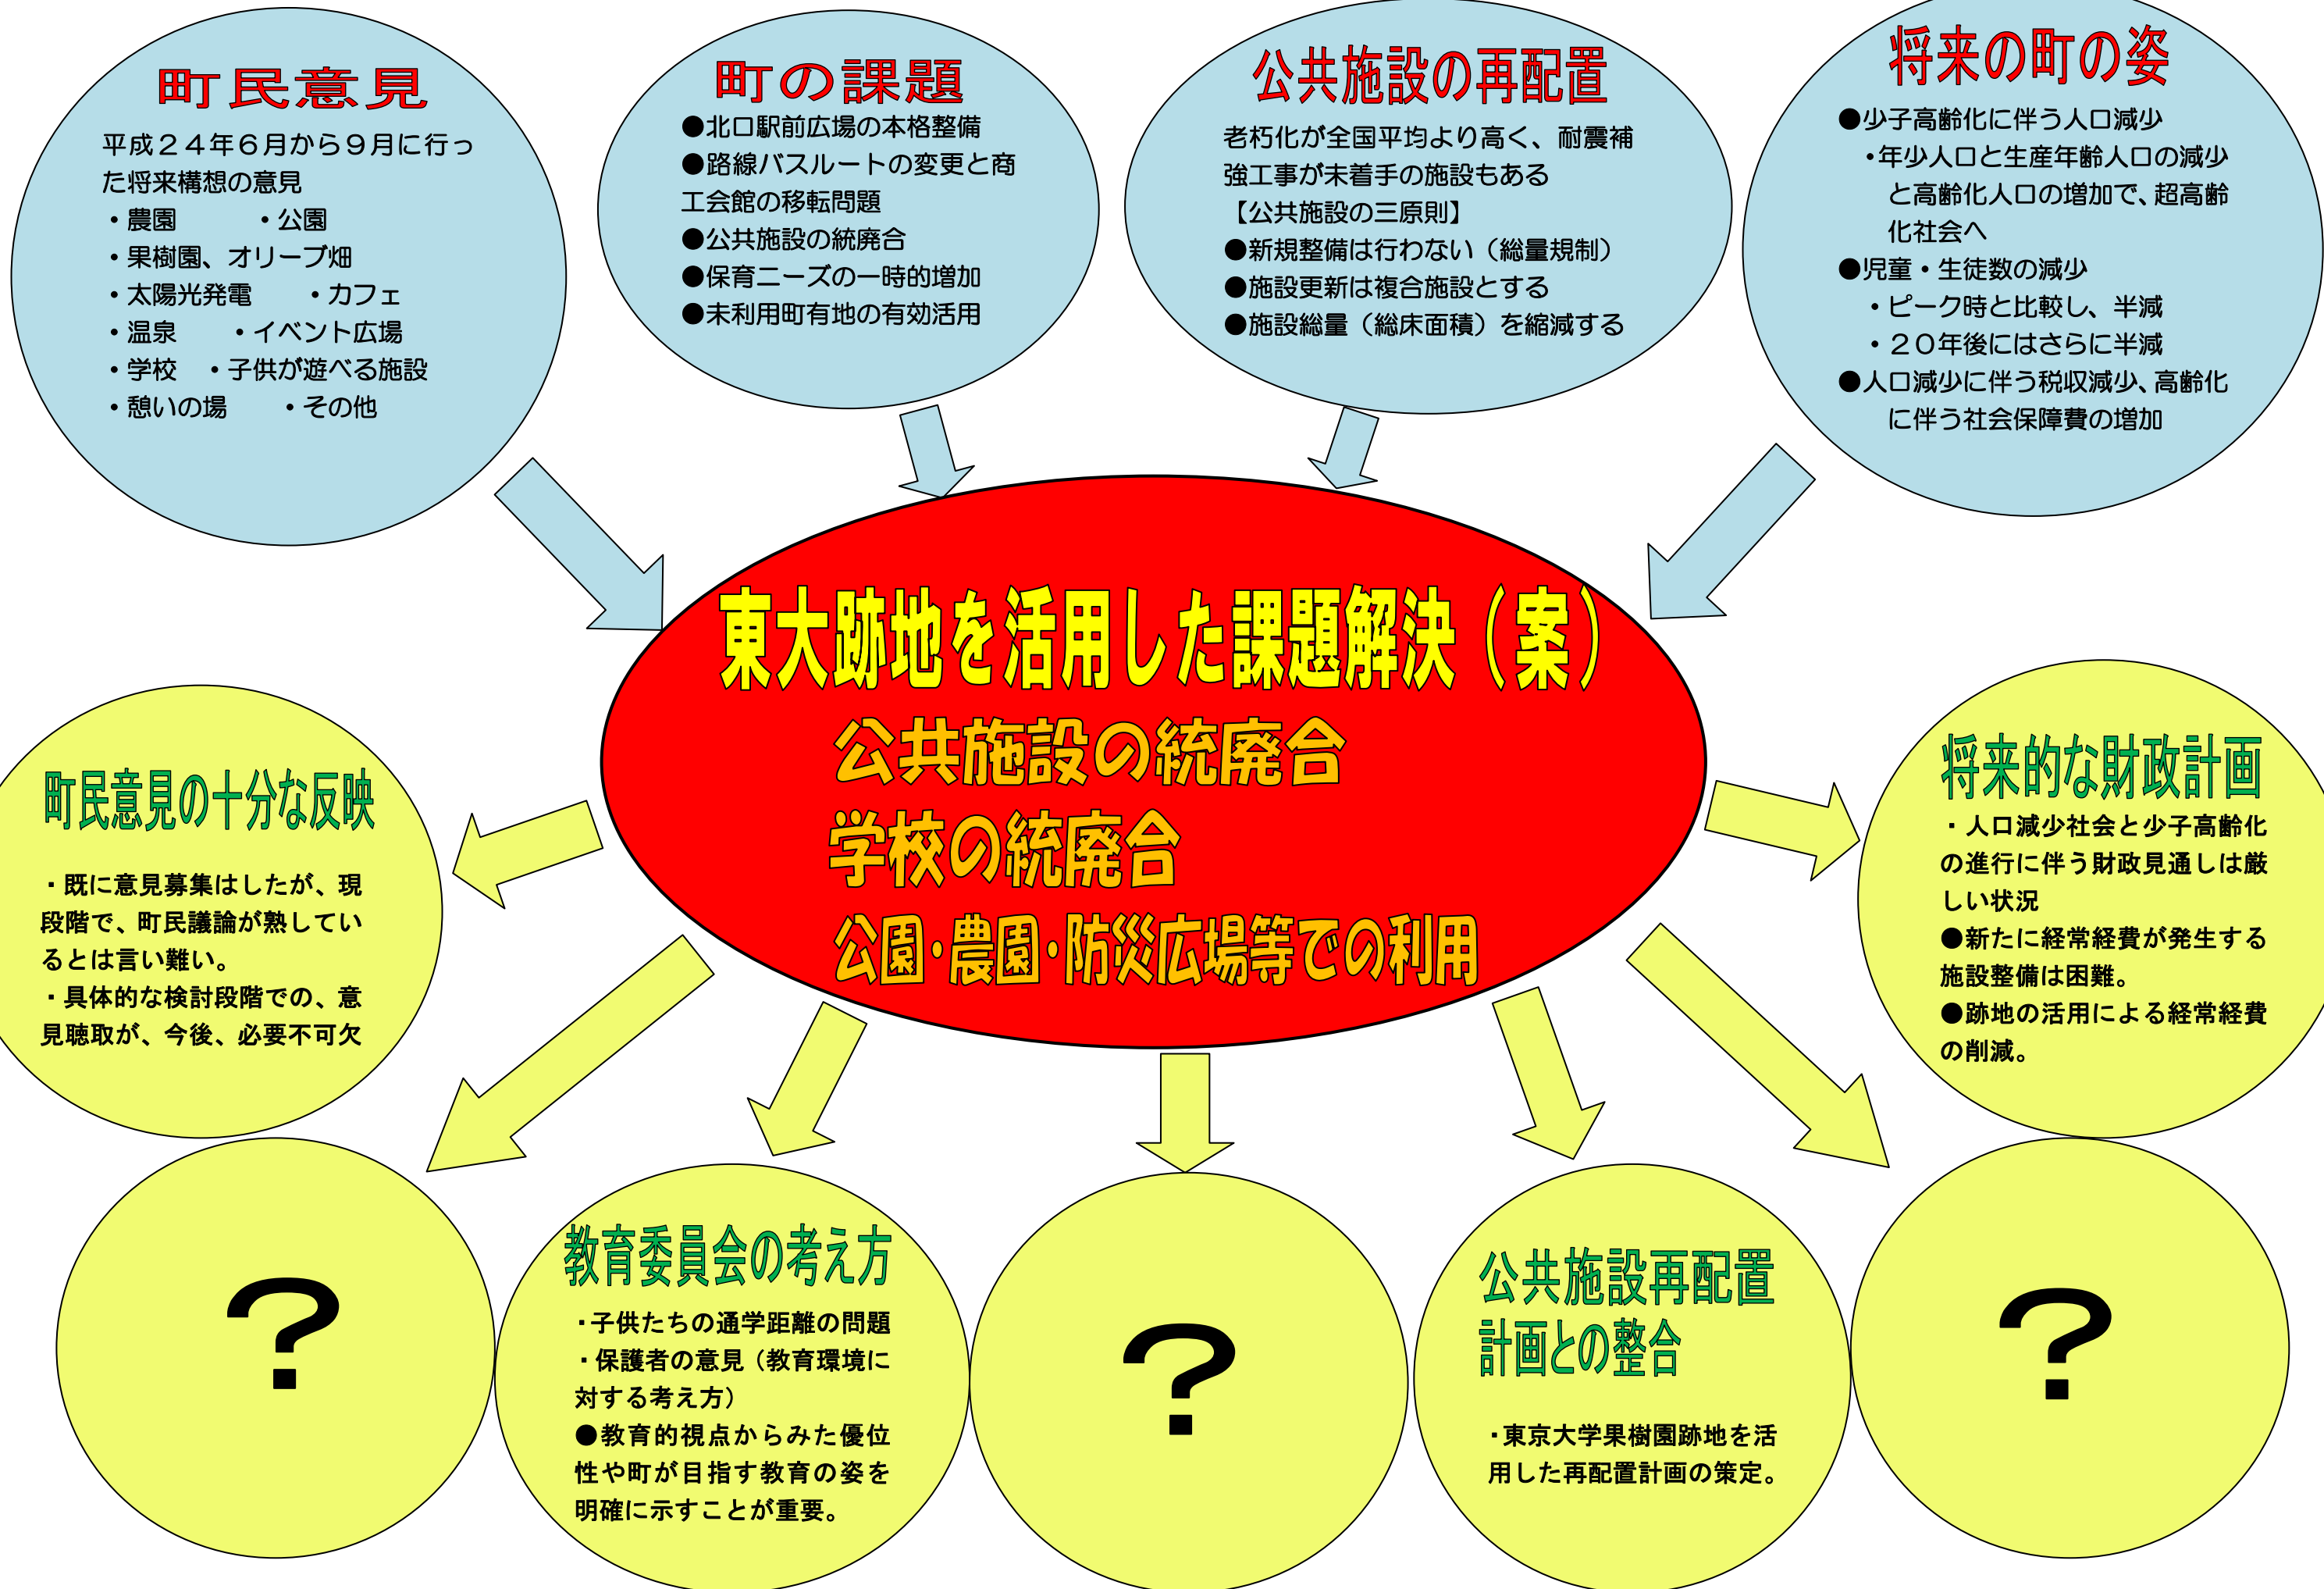 町民意見
平成２４年６月から９月に行っ
た将来構想の意見
・農園　　　・公園
・果樹園、オリーブ畑
・太陽光発電　　・カフェ
・温泉　　・イベント広場
・学校　・子供が遊べる施設
・憩いの場　　・その他
町の課題
●北口駅前広場の本格整備
●路線バスルートの変更と商
工会館の移転問題
●公共施設の統廃合
●保育ニーズの一時的増加
●未利用町有地の有効活用
公共施設の再配置
老朽化が全国平均より高く、耐震補
強工事が未着手の施設もある
【公共施設の三原則】
●新規整備は行わない（総量規制）
●施設更新は複合施設とする
●施設総量（総床面積）を縮減する
将来の町の姿
●少子高齢化に伴う人口減少
・年少人口と生産年齢人口の減少
と高齢化人口の増加で、超高齢
化社会へ
●児童・生徒数の減少
・ピーク時と比較し、半減
・２０年後にはさらに半減
●人口減少に伴う税収減少、高齢化
に伴う社会保障費の増加
東大跡地を活用した課題解決（案）
公共施設の統廃合
学校の統廃合
公園・農園・防災広場等での利用
町民意見の十分な反映
・既に意見募集はしたが、現
段階で、町民議論が熟してい
るとは言い難い。
・具体的な検討段階での、意
見聴取が、今後、必要不可欠
将来的な財政計画
・人口減少社会と少子高齢化
の進行に伴う財政見通しは厳
しい状況
●新たに経常経費が発生する
施設整備は困難。
●跡地の活用による経常経費
の削減。
？
教育委員会の考え方
・子供たちの通学距離の問題
・保護者の意見（教育環境に
対する考え方）
●教育的視点からみた優位
性や町が目指す教育の姿を
明確に示すことが重要。
？
公共施設再配置
計画との整合
・東京大学果樹園跡地を活
用した再配置計画の策定。
？